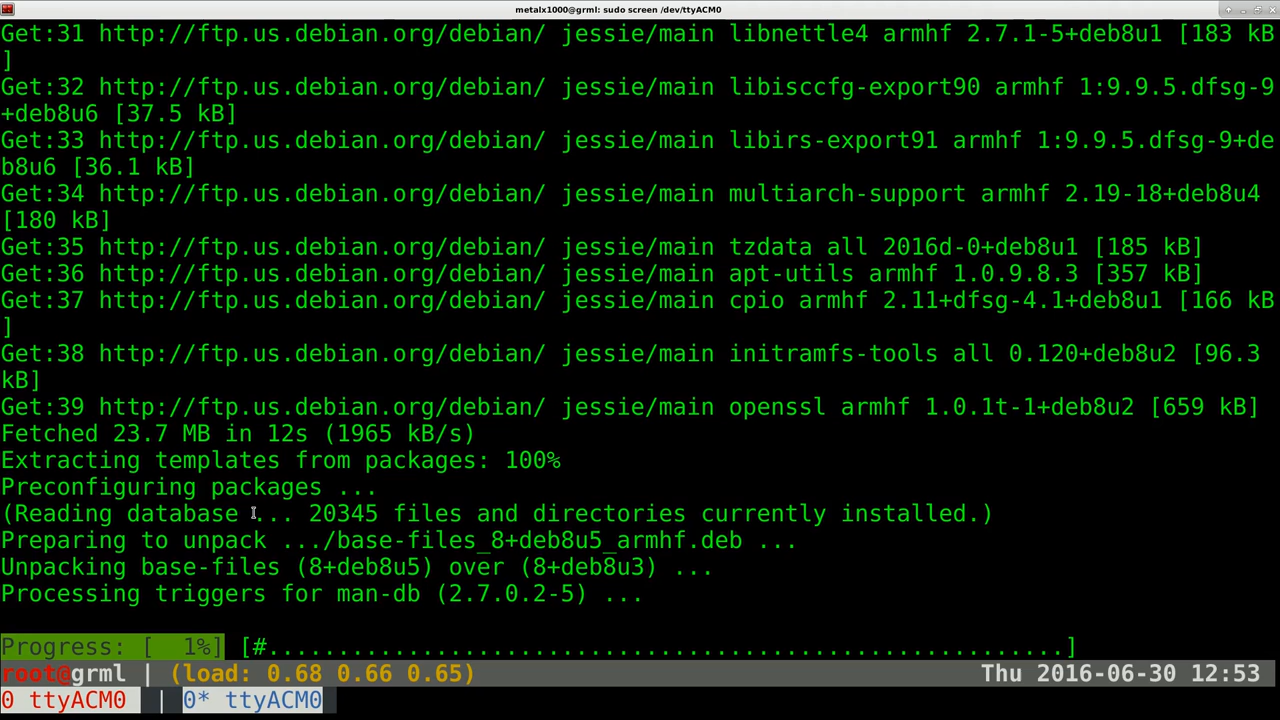 metalx1000@grml: sudo screen /dev/ttyACM0
Get:31 http://ftp.us.debian.org/debian/ jessie/main libnettle4 armhf 2.7.1-5+deb8u1 [183 kB
]
Get:32 http://ftp.us.debian.org/debian/ jessie/main libisccfg-export90 armhf 1:9.9.5.dfsg-9
+deb8u6 [37.5 kB]
Get:33 http://ftp.us.debian.org/debian/ jessie/main libirs-export91 armhf 1:9.9.5.dfsg-9+de
b8u6 [36.1 kB]
Get:34 http://ftp.us.debian.org/debian/ jessie/main multiarch-support armhf 2.19-18+deb8u4
[180 kB]
Get:35 http://ftp.us.debian.org/debian/ jessie/main tzdata all 2016d-0+deb8u1 [185 kB]
Get:36 http://ftp.us.debian.org/debian/ jessie/main apt-utils armhf 1.0.9.8.3 [357 kB]
Get:37 http://ftp.us.debian.org/debian/ jessie/main cpio armhf 2.11+dfsg-4.1+deb8u1 [166 kB
]
Get:38 http://ftp.us.debian.org/debian/ jessie/main initramfs-tools all 0.120+deb8u2 [96.3
kB]
Get:39 http://ftp.us.debian.org/debian/ jessie/main openssl armhf 1.0.1t-1+deb8u2 [659 kB]
Fetched 23.7 MB in 12s (1965 kB/s)
Extracting templates from packages: 100%
Preconfiguring packages ...
(Reading database ... 20345 files and directories currently installed.)
Preparing to unpack .../base-files_8+deb8u5_armhf.deb ...
Unpacking base-files (8+deb8u5) over (8+deb8u3) ...
Processing triggers for man-db (2.7.0.2-5) ...
Progress: [  1%] [#.........................................................]
root@grml | (load: 0.68 0.66 0.65) Thu 2016-06-30 12:53
0 ttyACM0 | 0* ttyACM0